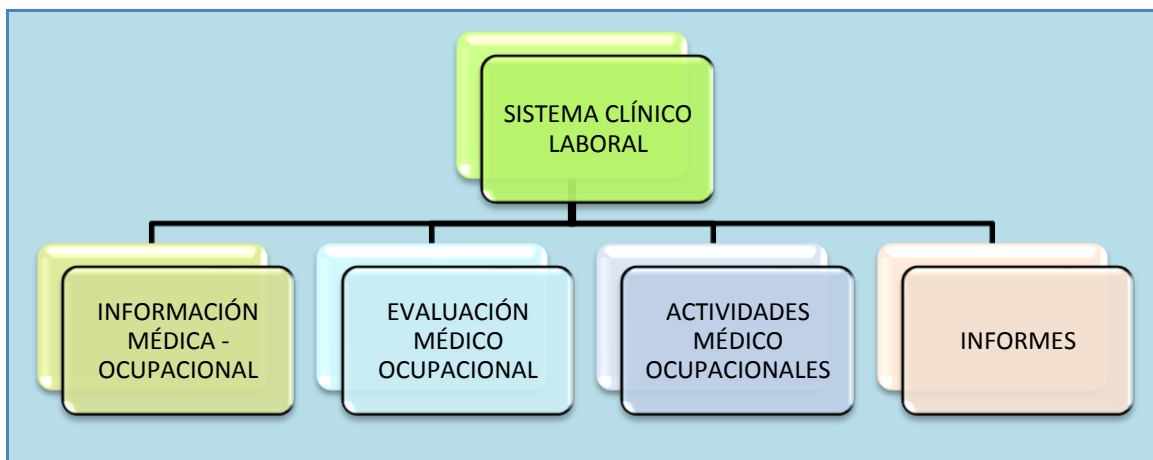 SISTEMA CLÍNICO
LABORAL
INFORMACIÓN
MÉDICA -
OCUPACIONAL
EVALUACIÓN
MÉDICO
OCUPACIONAL
ACTIVIDADES
MÉDICO
OCUPACIONALES
INFORMES